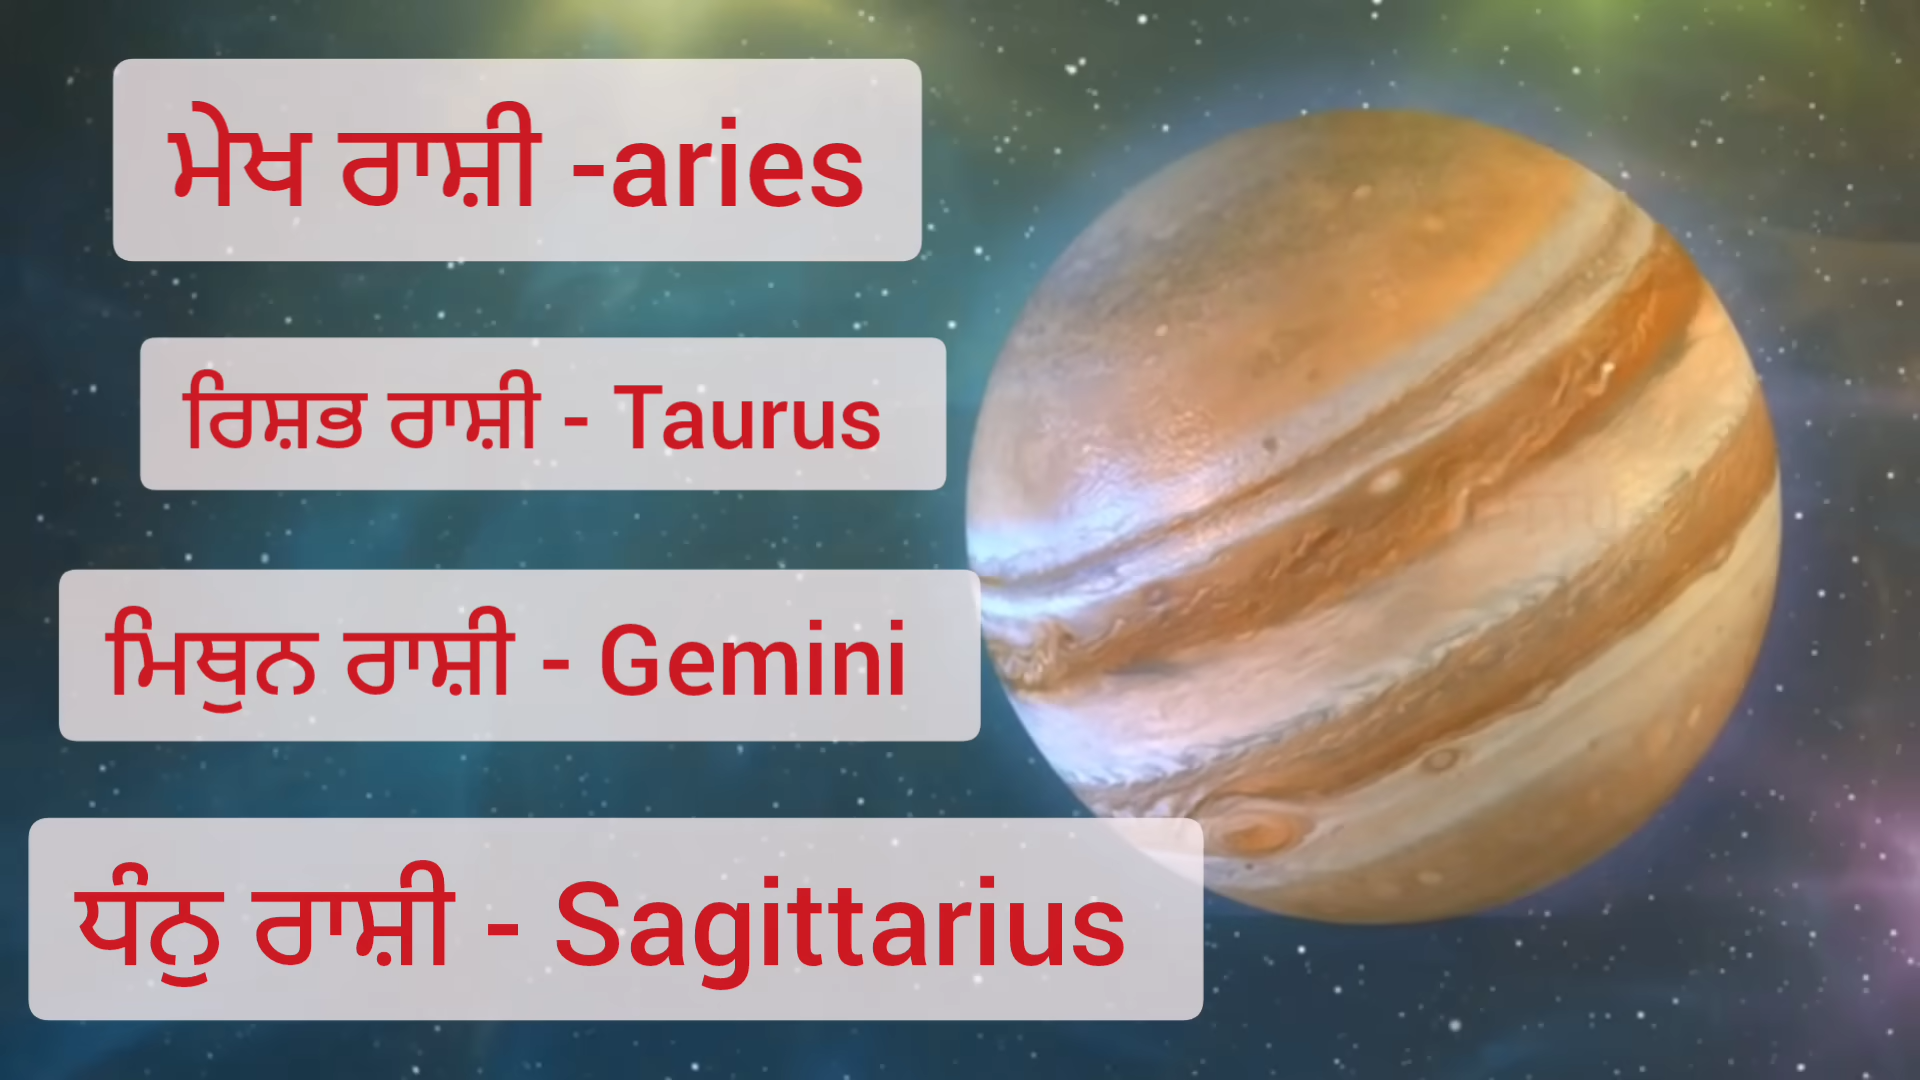 ਮੇਖ ਰਾਸ਼ੀ -aries
ਰਿਸ਼ਭ ਰਾਸ਼ੀ - Taurus
ਮਿਥੁਨ ਰਾਸ਼ੀ - Gemini
ਧੰਨੁ ਰਾਸ਼ੀ - Sagittarius